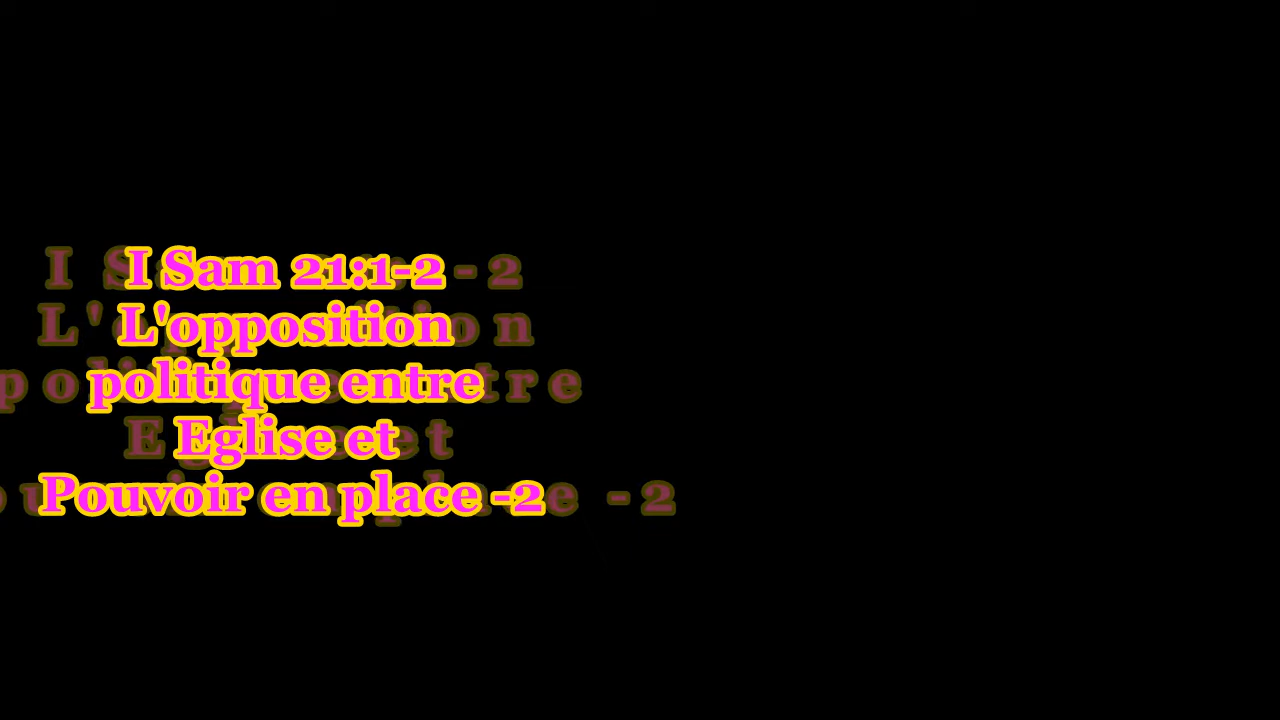 I Sam 21:1-2
L'opposition
politique entre
Eglise et
Pouvoir en place -2